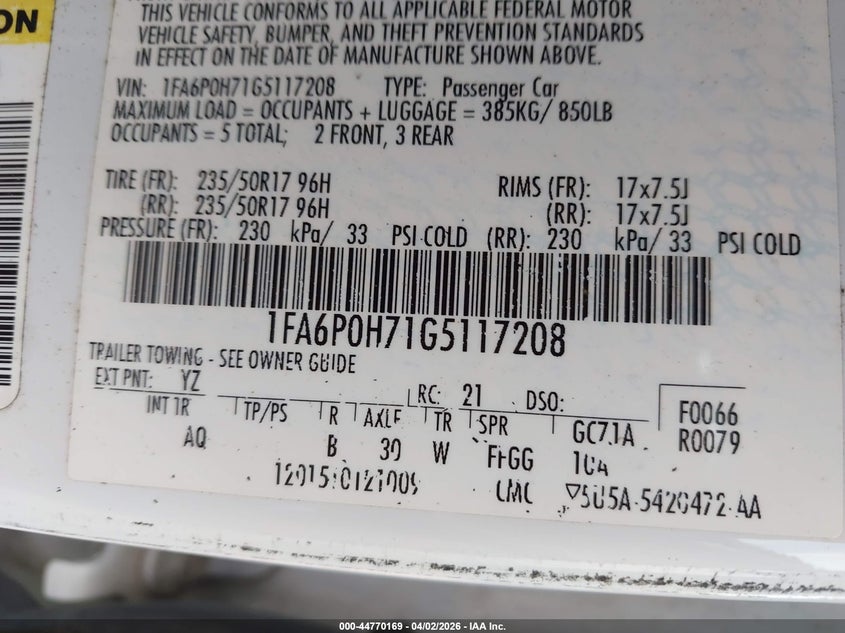 ON
THIS VEHICLE CONFORMS TO ALL APPLICABLE FEDERAL MOTOR
VEHICLE SAFETY, BUMPER, AND THEFT PREVENTION STANDARDS
IN EFFECT ON THE DATE OF MANUFACTURE SHOWN ABOVE.
VIN: 1FA6P0H71G5117208 TYPE: Passenger Car
MAXIMUM LOAD = OCCUPANTS + LUGGAGE = 385KG/ 850LB
OCCUPANTS = 5 TOTAL; 2 FRONT, 3 REAR
TIRE (FR): 235/50R17 96H RIMS (FR): 17x7.5J
(RR): 235/50R17 96H (RR): 17x7.5J
PRESSURE (FR): 230 kPa/ 33 PSI COLD (RR): 230 kPa/ 33 PSI COLD
1FA6P0H71G5117208
TRAILER TOWING - SEE OWNER GUIDE
EXT PNT: YZ RC: 21 DSO: F0066
INT TR TP/PS R AXLE TR SPR GC71A R0079
AQ B 39 W FFGG
▽5U5A-5420472-AA
000-44770169 | 04/02/2026 - IAA Inc.